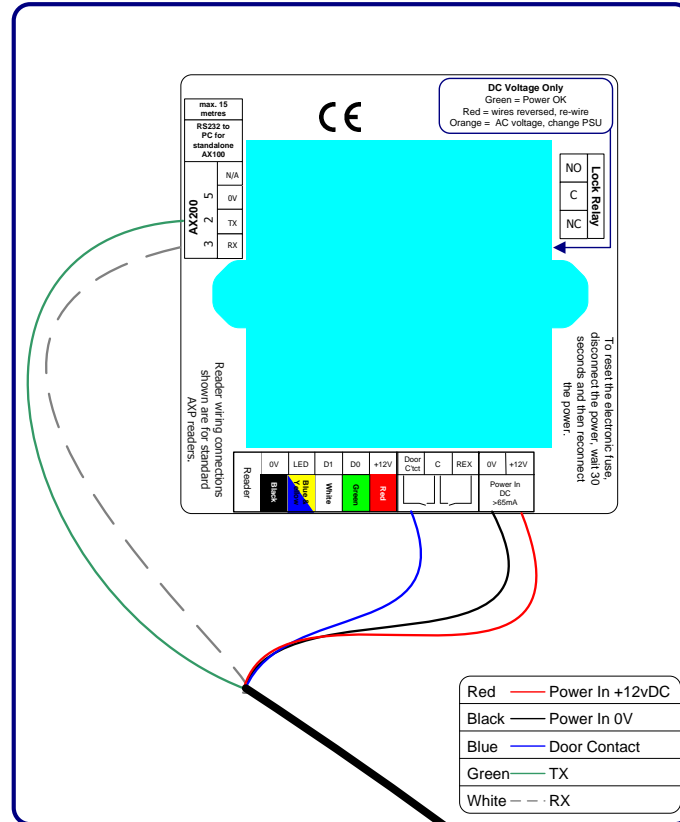 DC Voltage Only
Green = Power OK
Red = wires reversed, re-wire
Orange = AC voltage, change PSU
max. 15
metres
RS232 to
PC for
standalone
AX100
CE
N/A
0V
TX
RX
5
2
3
AX200
NO
C
NC
Lock Relay
To reset the electronic fuse,
disconnect the power, wait 30
seconds and then reconnect
the power.
Reader wiring connections
shown are for standard
AXP readers.
Reader
0V
LED
D1
D0
+12V
Door
C'tct
C
REX
0V
+12V
Black
Blue &
Yellow
White
Green
Red
Power In
DC
>65mA
Red Power In +12vDC
Black Power In 0V
Blue Door Contact
Green TX
White RX